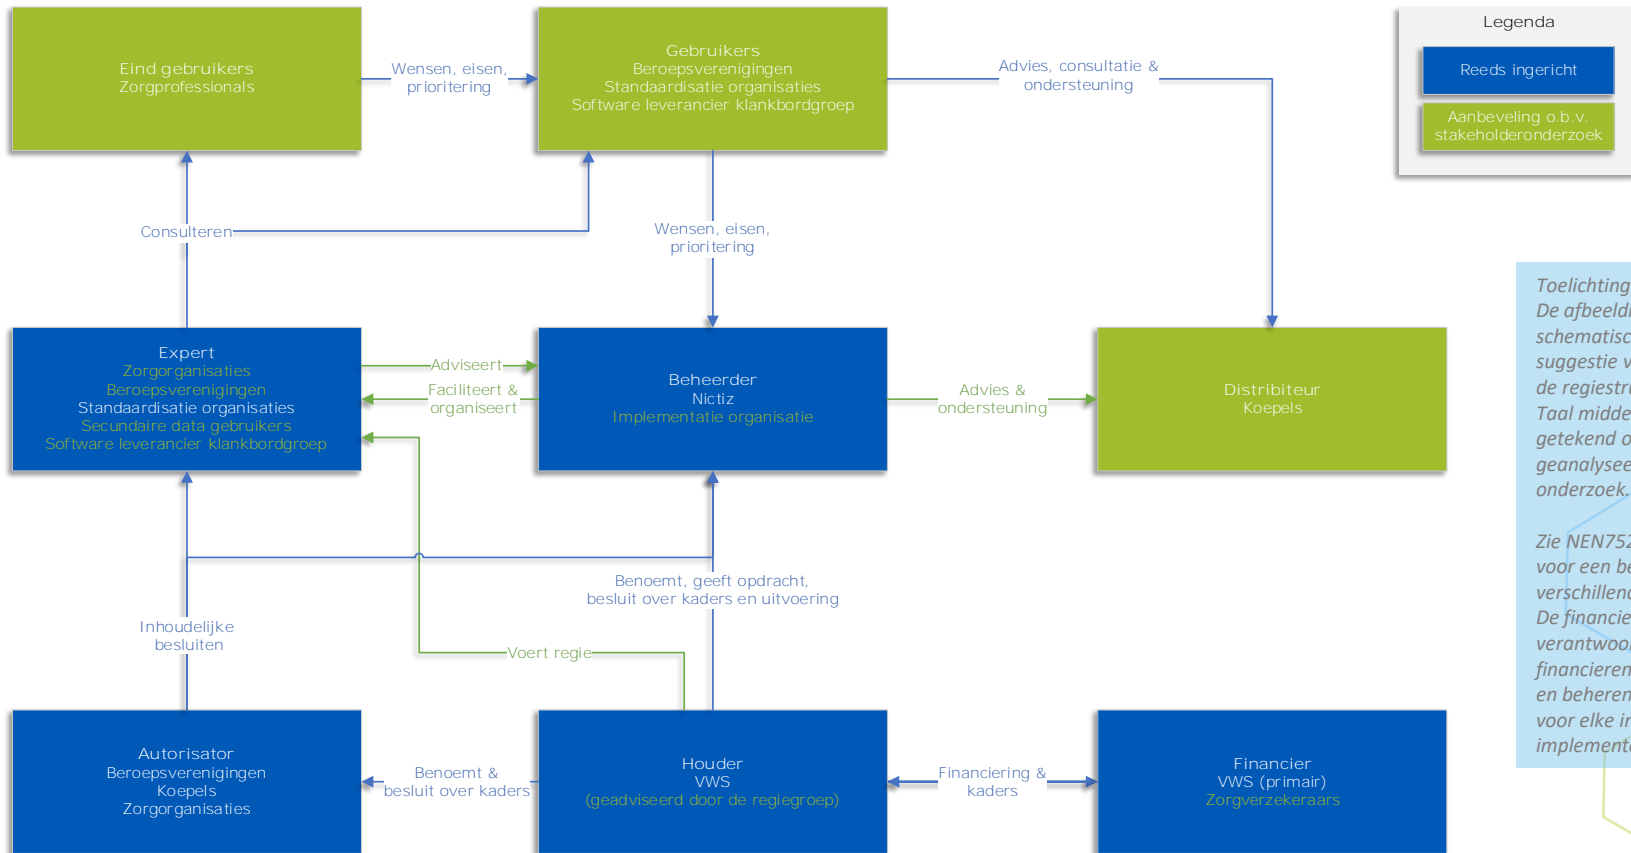 Eind gebruikers
Zorgprofessionals
Wensen, eisen,
prioritering
Gebruikers
Beroepsverenigingen
Standaardisatie organisaties
Software leverancier klankbordgroep
Advies, consultatie &
ondersteuning
Legenda
Reeds ingericht
Aanbeveling o.b.v.
stakeholderonderzoek
Consulteren
Wensen, eisen,
prioritering
Expert
Zorgorganisaties
Beroepsverenigingen
Standaardisatie organisaties
Secundaire data gebruikers
Software leverancier klankbordgroep
Adviseert
Faciliteert &
organiseert
Beheerder
Nictiz
Implementatie organisatie
Advies &
ondersteuning
Distribiteur
Koepels
Inhoudelijke
besluiten
Benoemt, geeft opdracht,
besluit over kaders en uitvoering
Voert regie
Autorisator
Beroepsverenigingen
Koepels
Zorgorganisaties
Benoemt &
besluit over kaders
Houder
VWS
(geadviseerd door de regiegroep)
Financiering &
kaders
Financier
VWS (primair)
Zorgverzekeraars
Toelichting
De afbeeldi
schematisc
suggestie v
de regiestru
Taal midde
getekend o
geanalysee
onderzoek.
Zie NEN752
voor een be
verschillend
De financie
verantwoor
financieren
en beheren
voor elke in
implementa